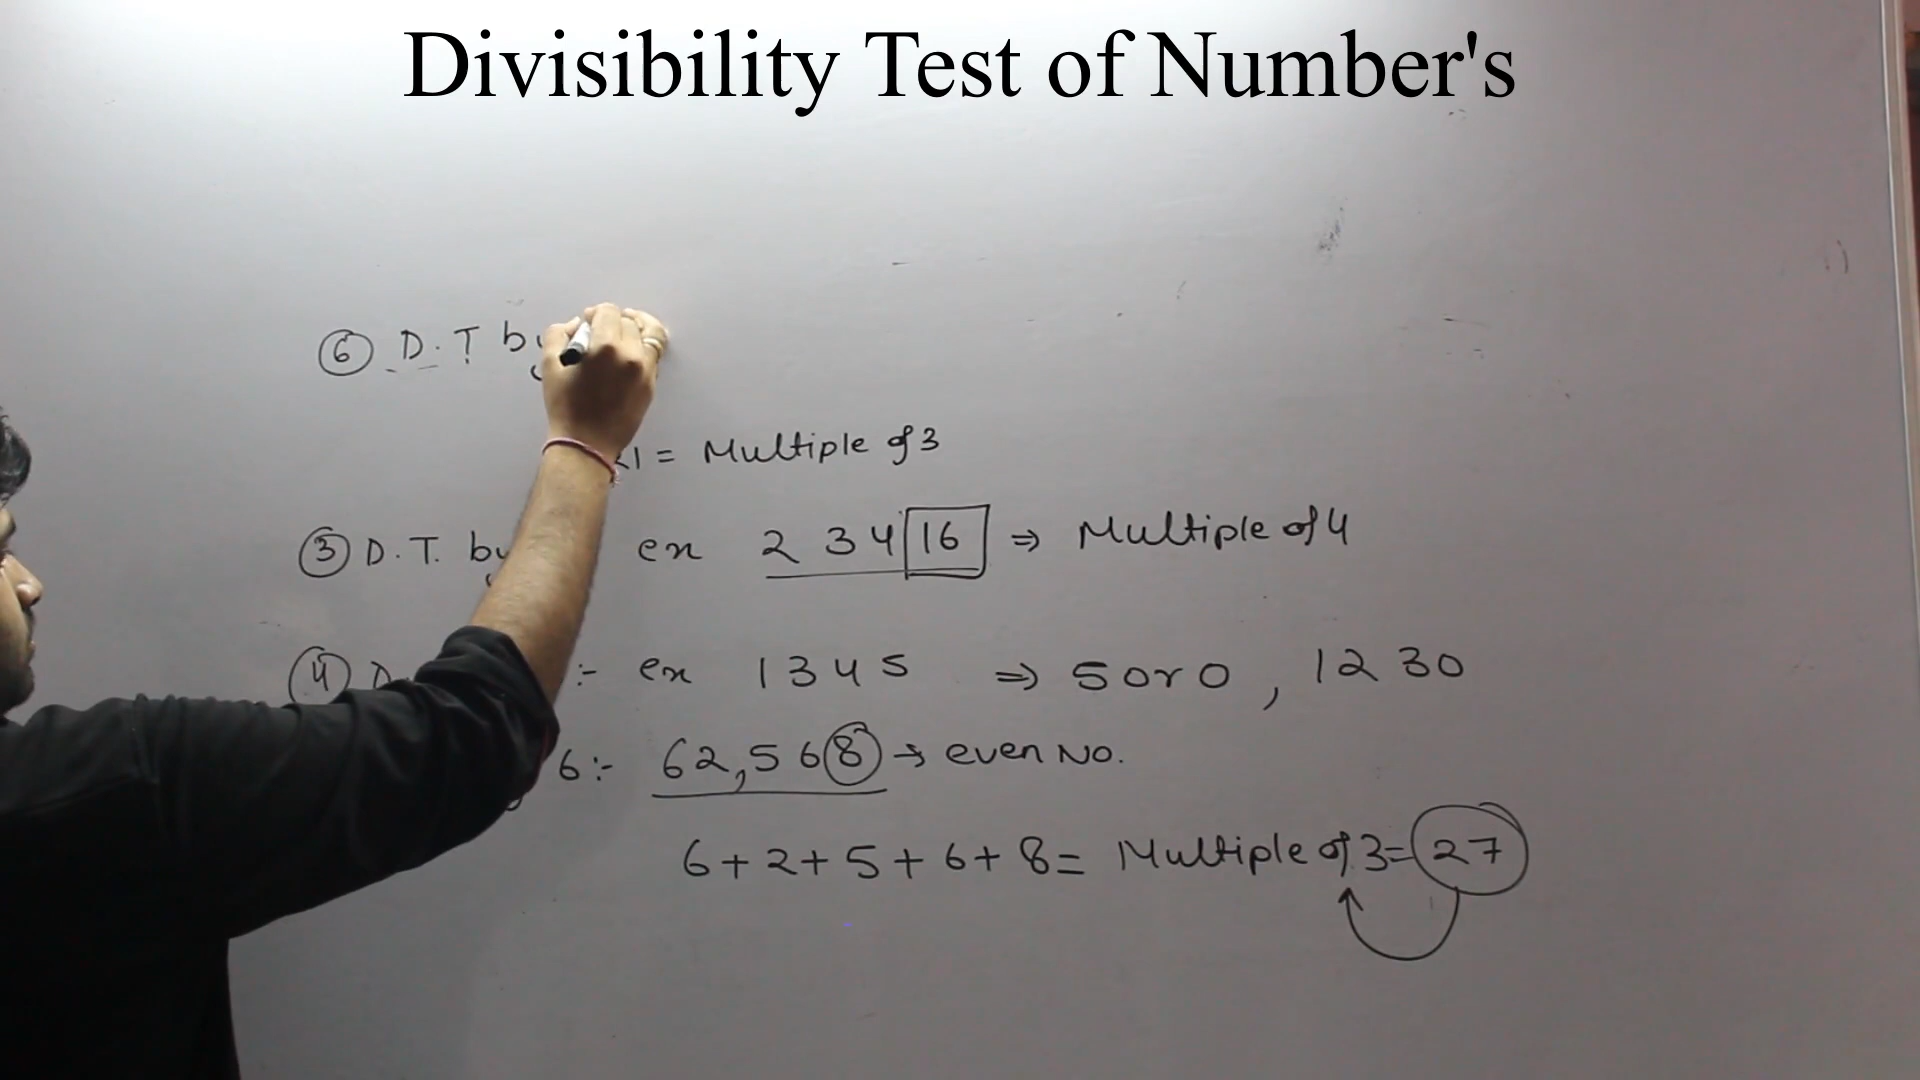 Divisibility Test of Number's
⑥ D.T by
1 = Multiple of 3
③ D.T. by ex 2 3 4 16 ⇒ Multiple of 4
④ D :- ex 1 3 4 5 ⇒ 5 or 0 , 1 2 3 0
6:- 62,568 → even No.
6+2+5+6+8= Multiple of 3=27